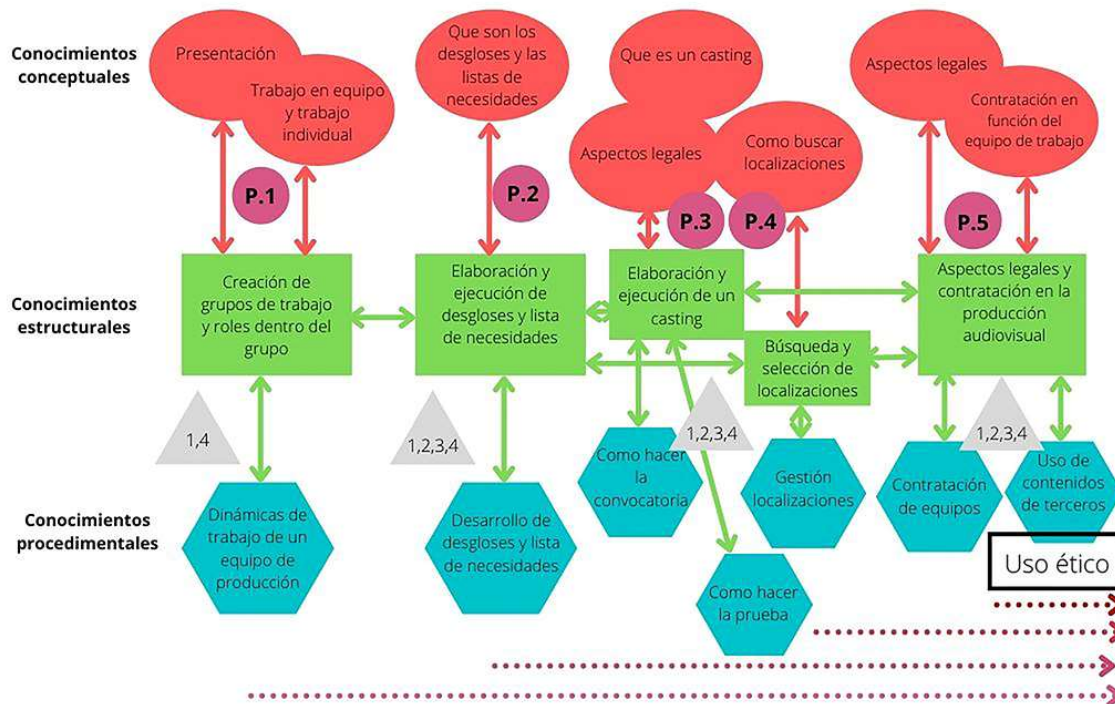 Conocimientos
conceptuales
Presentación
Trabajo en equipo
y trabajo
individual
Que son los
desgloses y las
listas de
necesidades
Que es un casting
Aspectos legales
Como buscar
localizaciones
Aspectos legales
Contratación en
función del
equipo de trabajo
P.1
P.2
P.3
P.4
P.5
Conocimientos
estructurales
Creación de
grupos de trabajo
y roles dentro del
grupo
Elaboración y
ejecución de
desgloses y lista
de necesidades
Elaboración y
ejecución de un
casting
Búsqueda y
selección de
localizaciones
Aspectos legales y
contratación en la
producción
audiovisual
1,4
1,2,3,4
1,2,3,4
1,2,3,4
Conocimientos
procedimentales
Dinámicas de
trabajo de un
equipo de
producción
Desarrollo de
desgloses y lista
de necesidades
Como hacer
la
convocatoria
Como hacer
la prueba
Gestión
localizaciones
Contratación
de equipos
Uso de
contenidos
de terceros
Uso ético